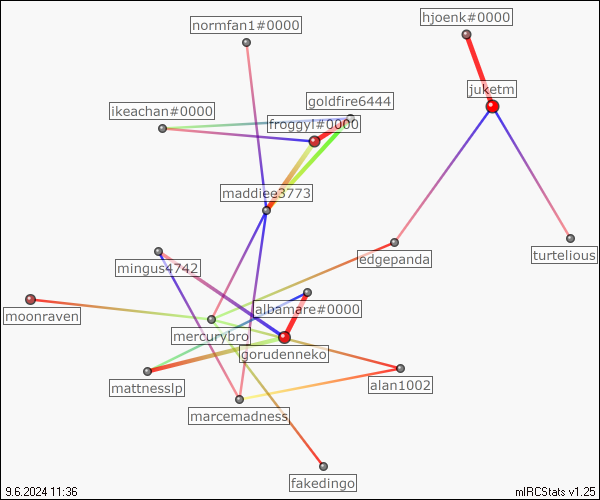 hjoenk#0000
normfan1#0000
juketm
goldfire6444
ikeachan#0000
froggyl#0000
maddiee3773
turtelious
edgepanda
mingus4742
albamare#0000
moonraven
mercurybro
gorudenneko
alan1002
mattnesslp
marcemadness
fakedingo
9.6.2024 11:36
mIRCStats v1.25